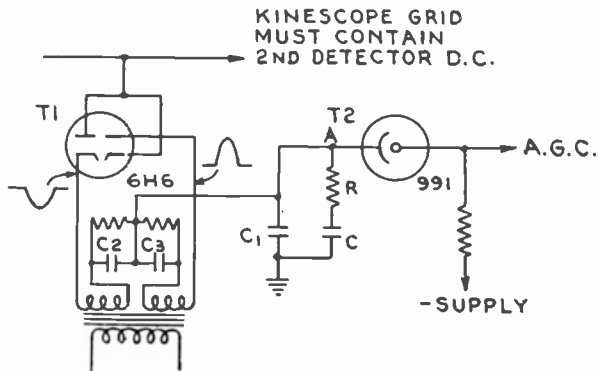 KINESCOPE GRID
MUST CONTAIN
2ND DETECTOR D.C.
T1
T2
A
6H6
991
A.G.C.
R
C2
C3
C1
C
-SUPPLY